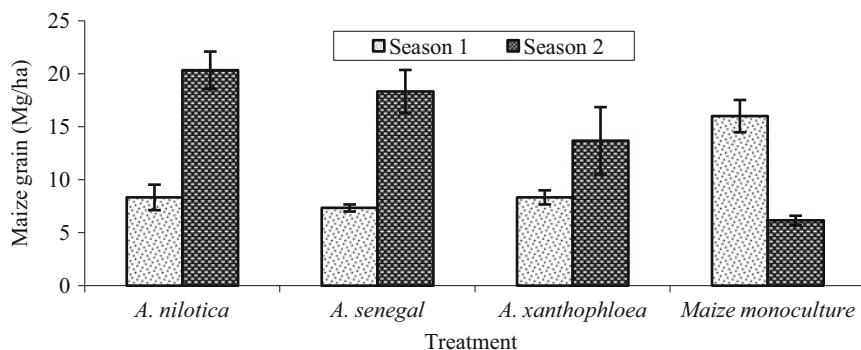 25
20
15
10
5
0
Maize grain (Mg/ha)
Season 1 Season 2
A. nilotica A. senegal A. xanthophloea Maize monoculture
Treatment